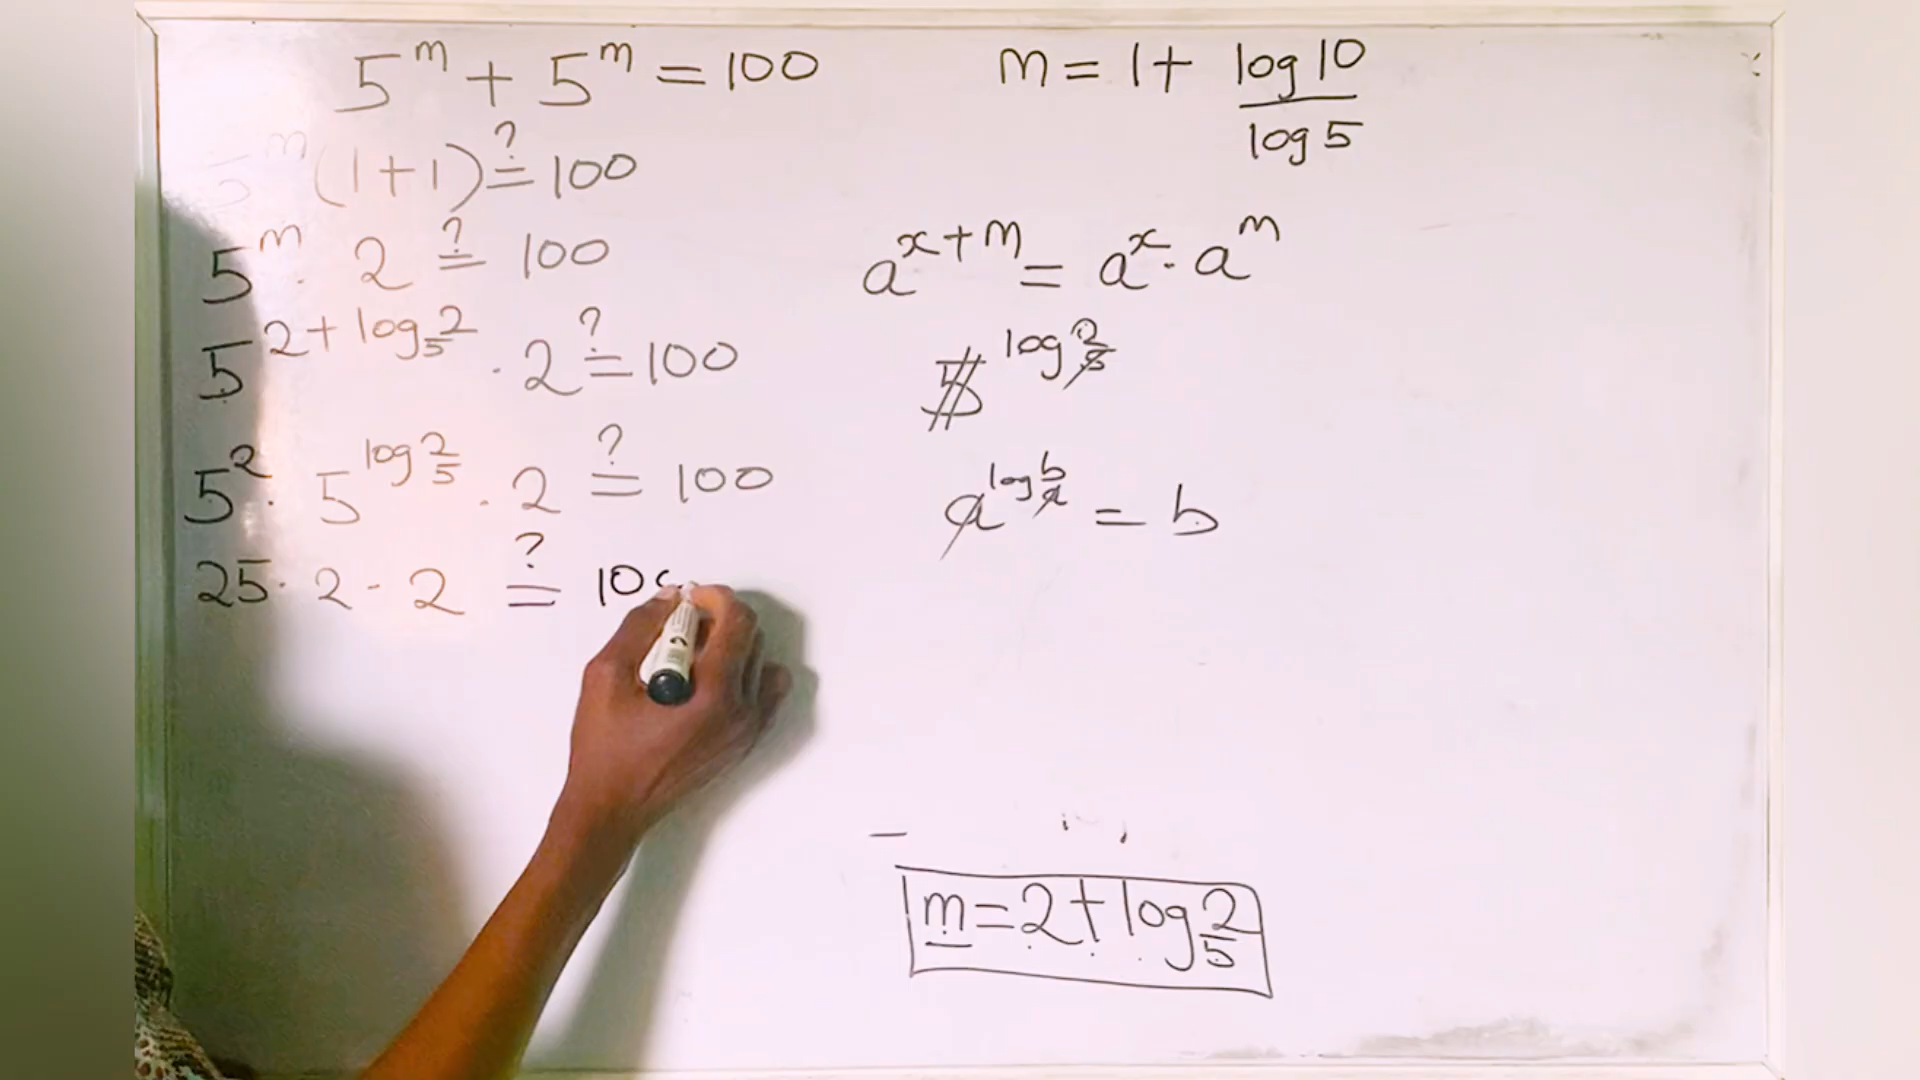 5^m + 5^m = 100
5^m (1+1) ≟ 100
5^m · 2 ≟ 100
5^(2 + log_5 2) · 2 ≟ 100
5^2 · 5^(log_5 2) · 2 ≟ 100
25 · 2 · 2 ≟ 100
m = 1 + log 10 / log 5
a^(x+m) = a^x · a^m
5^(log_5 2)
a^(log_a b) = b
m = 2 + log_5 2